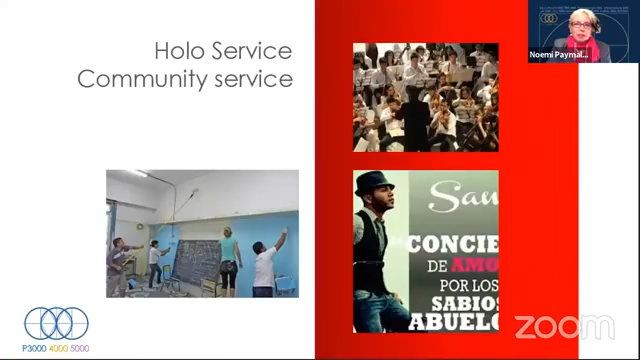 Holo Service
Community service
San
CONCIE
DE AMO
POR LOS
SABIOS
ABUELO
P3000 4000 5000
Noemi Paymal...
zoom